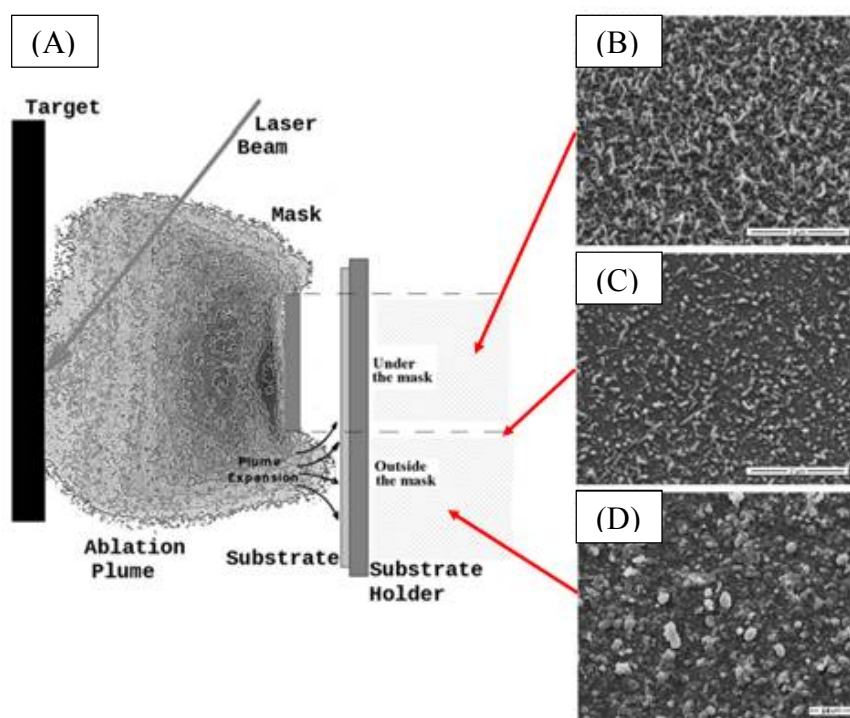 (A)
Target
Laser
Beam
Mask
Under
the mask
Plume
Expansion
Outside
the mask
Ablation
Plume
Substrate
Substrate
Holder
(B)
(C)
(D)